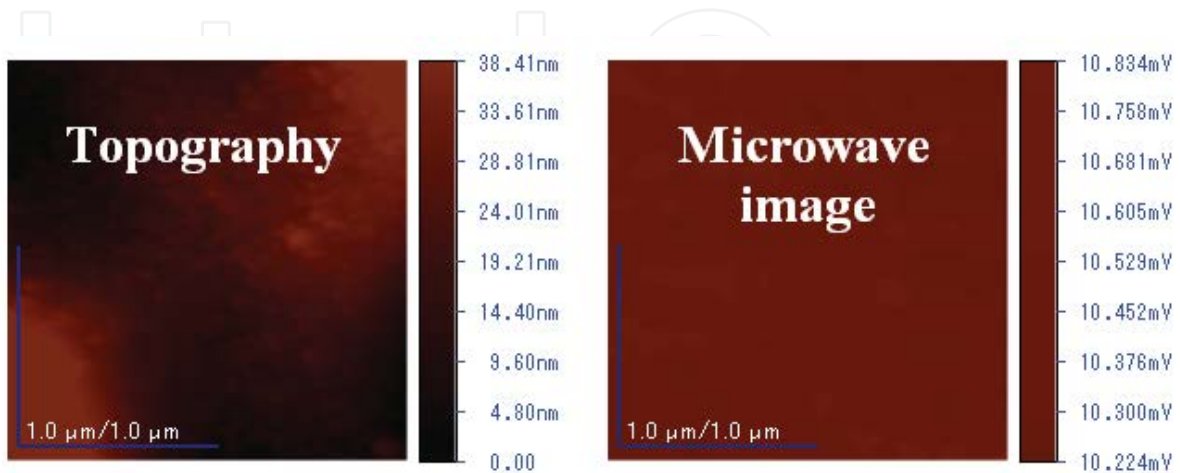 Topography
1.0 μm/1.0 μm
38.41nm
33.61nm
28.81nm
24.01nm
19.21nm
14.40nm
9.60nm
4.80nm
0.00
Microwave
image
1.0 μm/1.0 μm
10.834mV
10.758mV
10.681mV
10.605mV
10.529mV
10.452mV
10.376mV
10.300mV
10.224mV